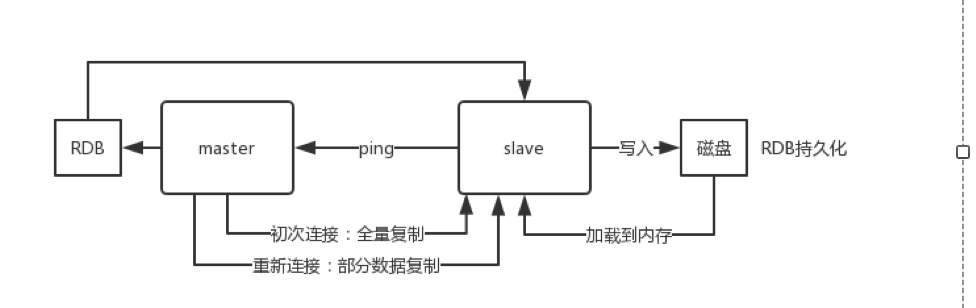 RDB
master
ping
slave
写入
磁盘
RDB持久化
初次连接：全量复制
加载到内存
重新连接：部分数据复制